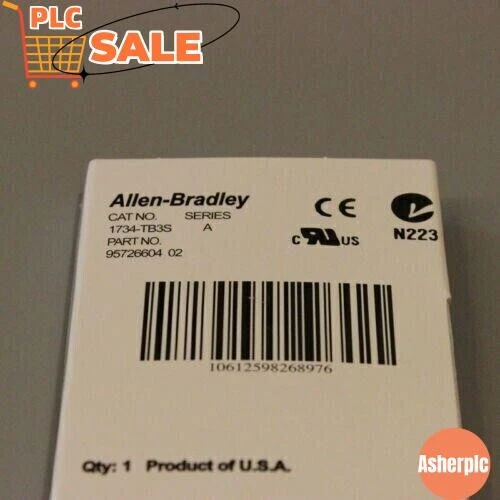 PLC
SALE
Allen-Bradley
CAT NO. SERIES
1734-TB3S A
PART NO.
95726604 02
CE
c UR US
N223
10612598268976
Qty: 1 Product of U.S.A.
Asherplc